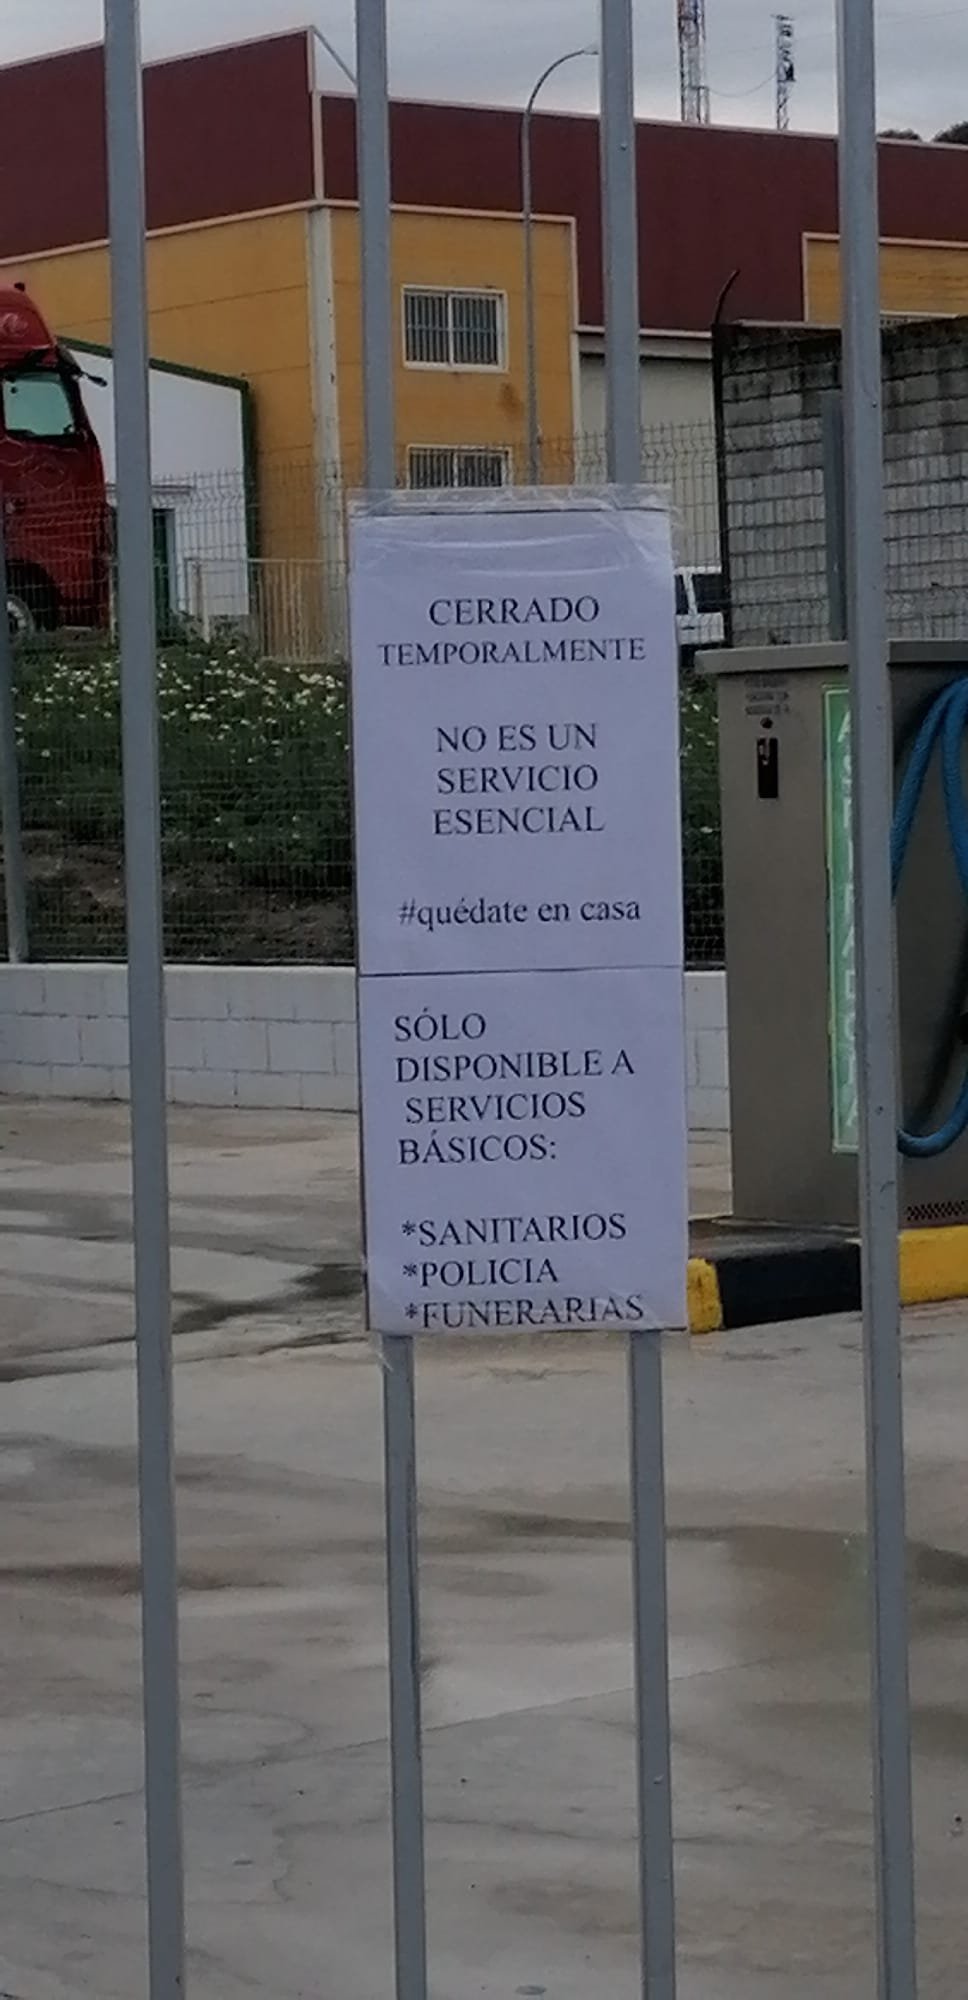 CERRADO
TEMPORALMENTE
NO ES UN
SERVICIO
ESENCIAL
#quédate en casa
SÓLO
DISPONIBLE A
SERVICIOS
BÁSICOS:
*SANITARIOS
*POLICIA
*FUNERARIAS